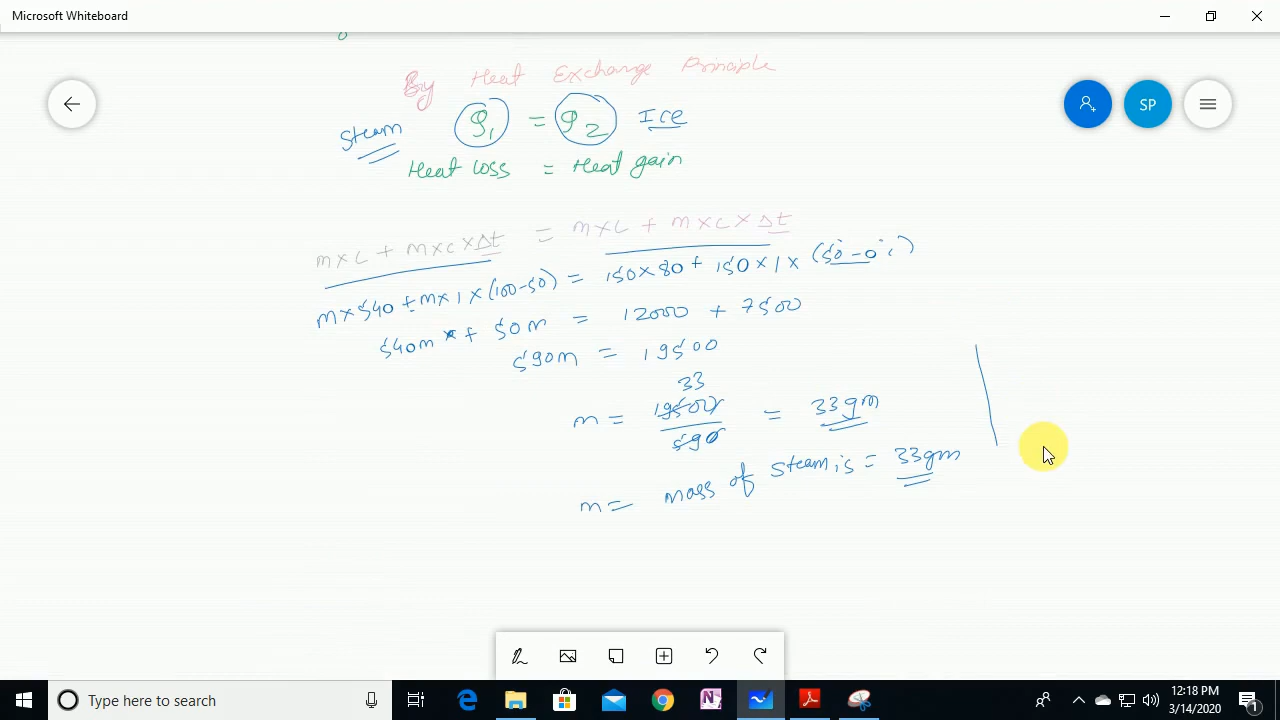 Microsoft Whiteboard
By Heat Exchange Principle
Steam Q1 = Q2 Ice
Heat loss = Heat gain
m×L + m×c×Δt = m×L + m×c×Δt
m×540 + m×1×(100-50) = 150×80 + 150×1×(50°-0°c)
540m + 50m = 12000 + 7500
590m = 19500
33
m = 19500/590 = 33gm
m = mass of steam is = 33gm
SP
Type here to search
12:18 PM
3/14/2020
1